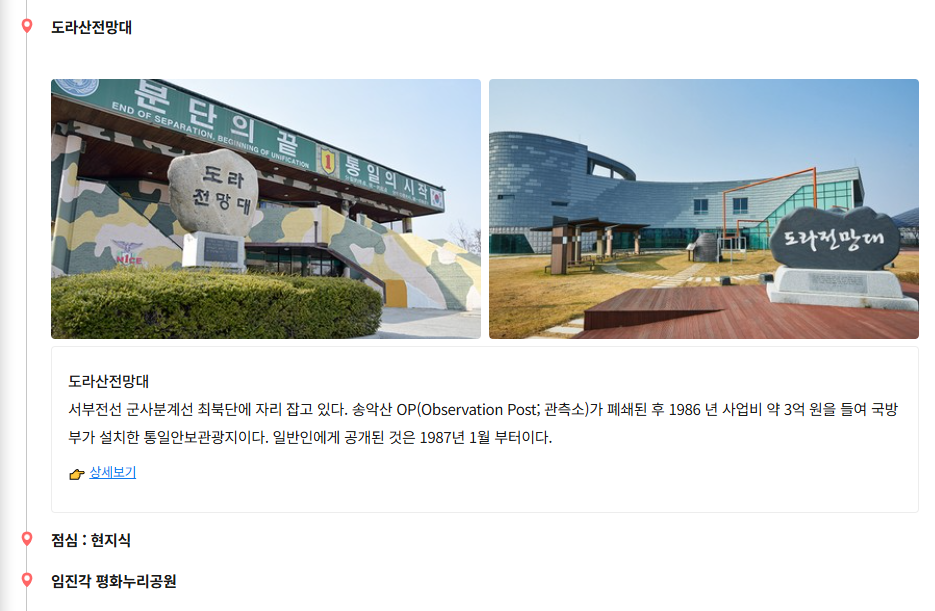 도라산전망대
분단의 끝
통일의 시작
END OF SEPARATION, BEGINNING OF UNIFICATION
1
도라
전망대
NICE
도라전망대
도라산전망대
서부전선 군사분계선 최북단에 자리 잡고 있다. 송악산 OP(Observation Post; 관측소)가 폐쇄된 후 1986 년 사업비 약 3억 원을 들여 국방
부가 설치한 통일안보관광지이다. 일반인에게 공개된 것은 1987년 1월 부터이다.
상세보기
점심 : 현지식
임진각 평화누리공원